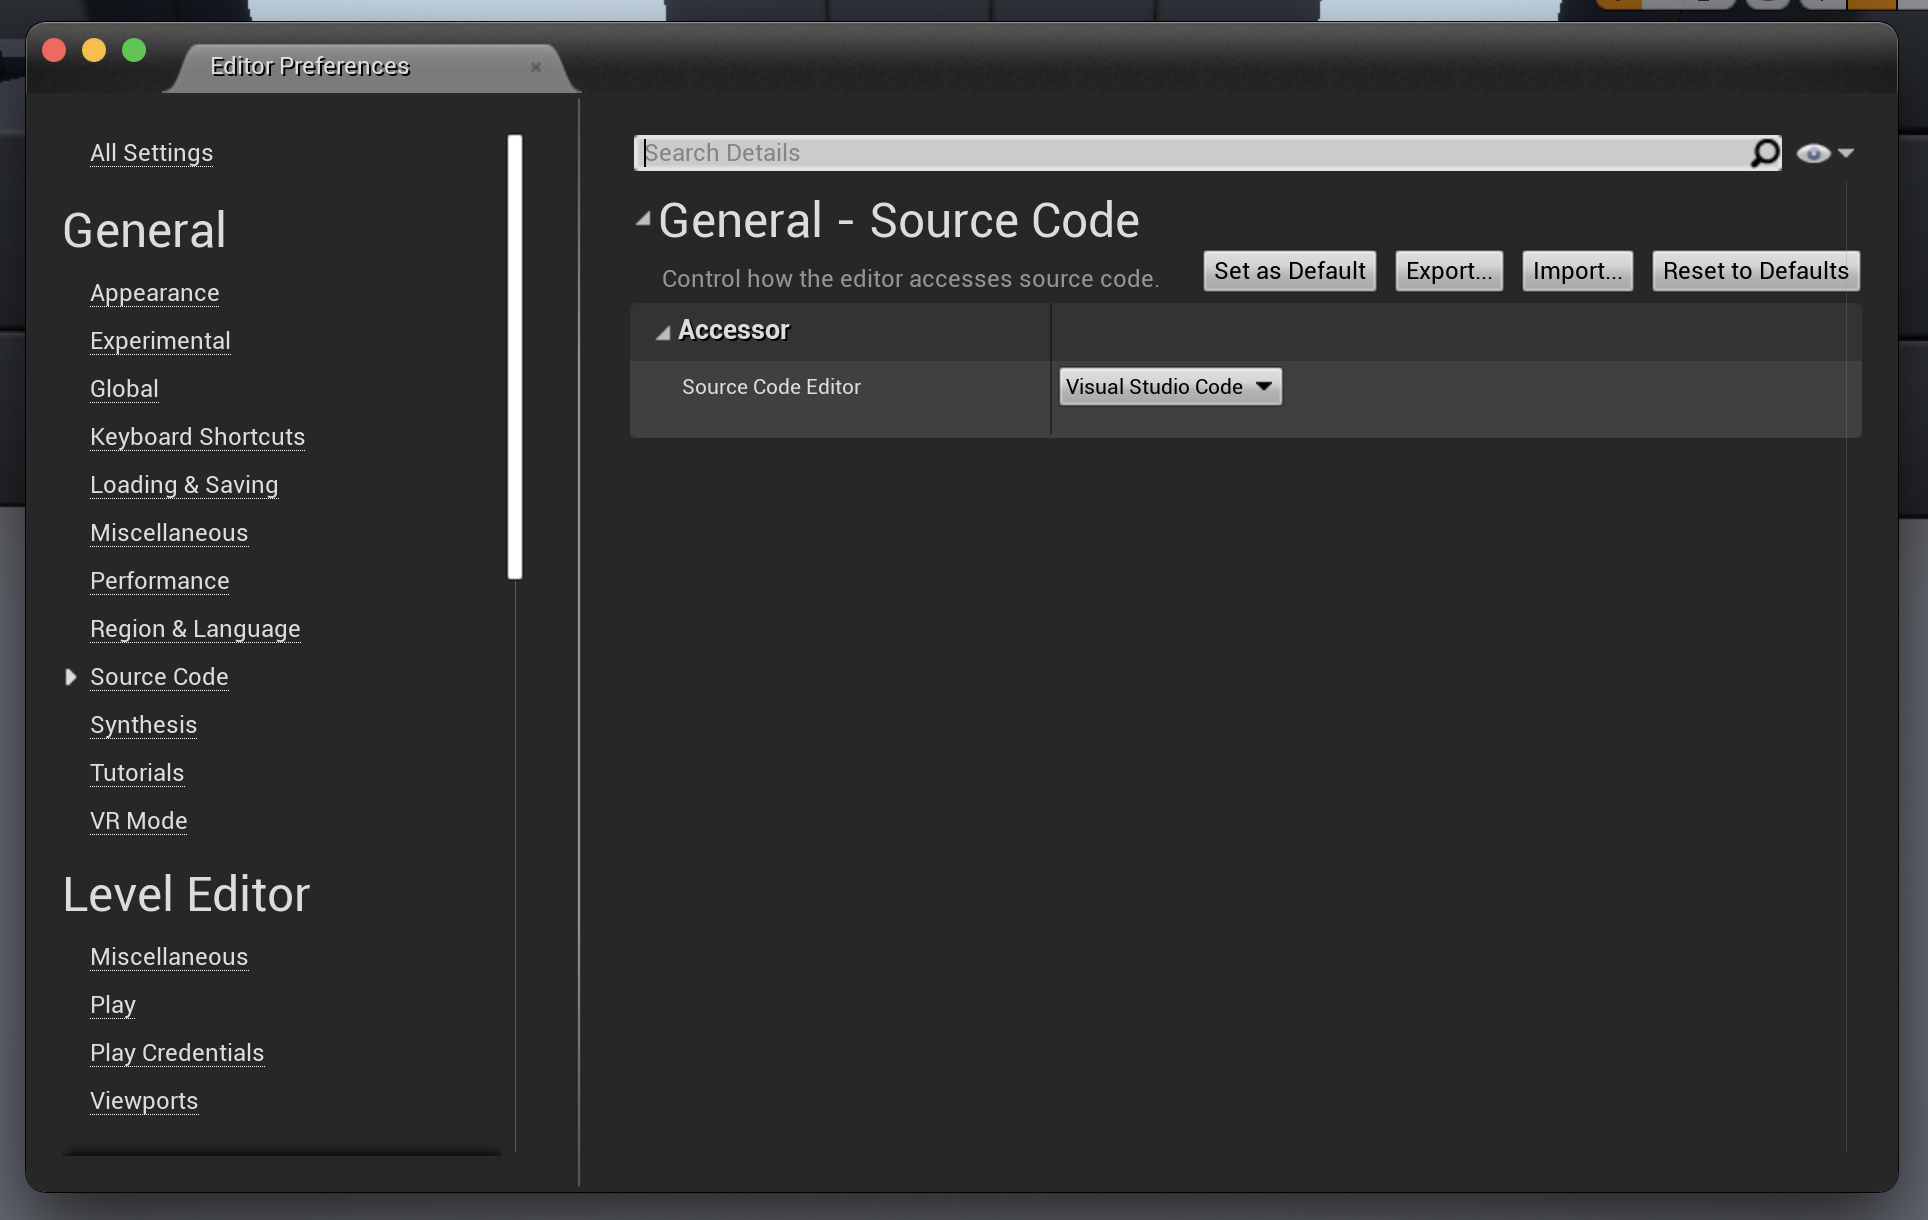 Editor Preferences
All Settings
General
Appearance
Experimental
Global
Keyboard Shortcuts
Loading & Saving
Miscellaneous
Performance
Region & Language
Source Code
Synthesis
Tutorials
VR Mode
Level Editor
Miscellaneous
Play
Play Credentials
Viewports
Search Details
General - Source Code
Control how the editor accesses source code.
Set as Default
Export...
Import...
Reset to Defaults
Accessor
Source Code Editor
Visual Studio Code